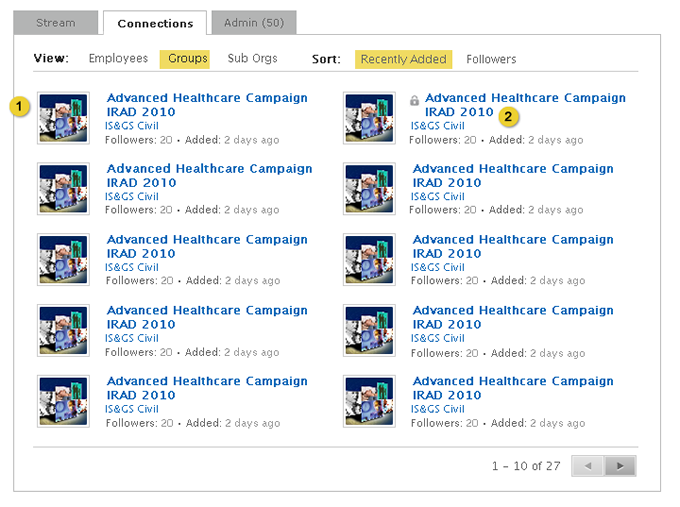 Stream Connections Admin (50)
View: Employees Groups Sub Orgs Sort: Recently Added Followers
1
Advanced Healthcare Campaign
IRAD 2010
IS&GS Civil
Followers: 20 • Added: 2 days ago
Advanced Healthcare Campaign
IRAD 2010
2
IS&GS Civil
Followers: 20 • Added: 2 days ago
Advanced Healthcare Campaign
IRAD 2010
IS&GS Civil
Followers: 20 • Added: 2 days ago
Advanced Healthcare Campaign
IRAD 2010
IS&GS Civil
Followers: 20 • Added: 2 days ago
Advanced Healthcare Campaign
IRAD 2010
IS&GS Civil
Followers: 20 • Added: 2 days ago
Advanced Healthcare Campaign
IRAD 2010
IS&GS Civil
Followers: 20 • Added: 2 days ago
Advanced Healthcare Campaign
IRAD 2010
IS&GS Civil
Followers: 20 • Added: 2 days ago
Advanced Healthcare Campaign
IRAD 2010
IS&GS Civil
Followers: 20 • Added: 2 days ago
Advanced Healthcare Campaign
IRAD 2010
IS&GS Civil
Followers: 20 • Added: 2 days ago
Advanced Healthcare Campaign
IRAD 2010
IS&GS Civil
Followers: 20 • Added: 2 days ago
1 – 10 of 27